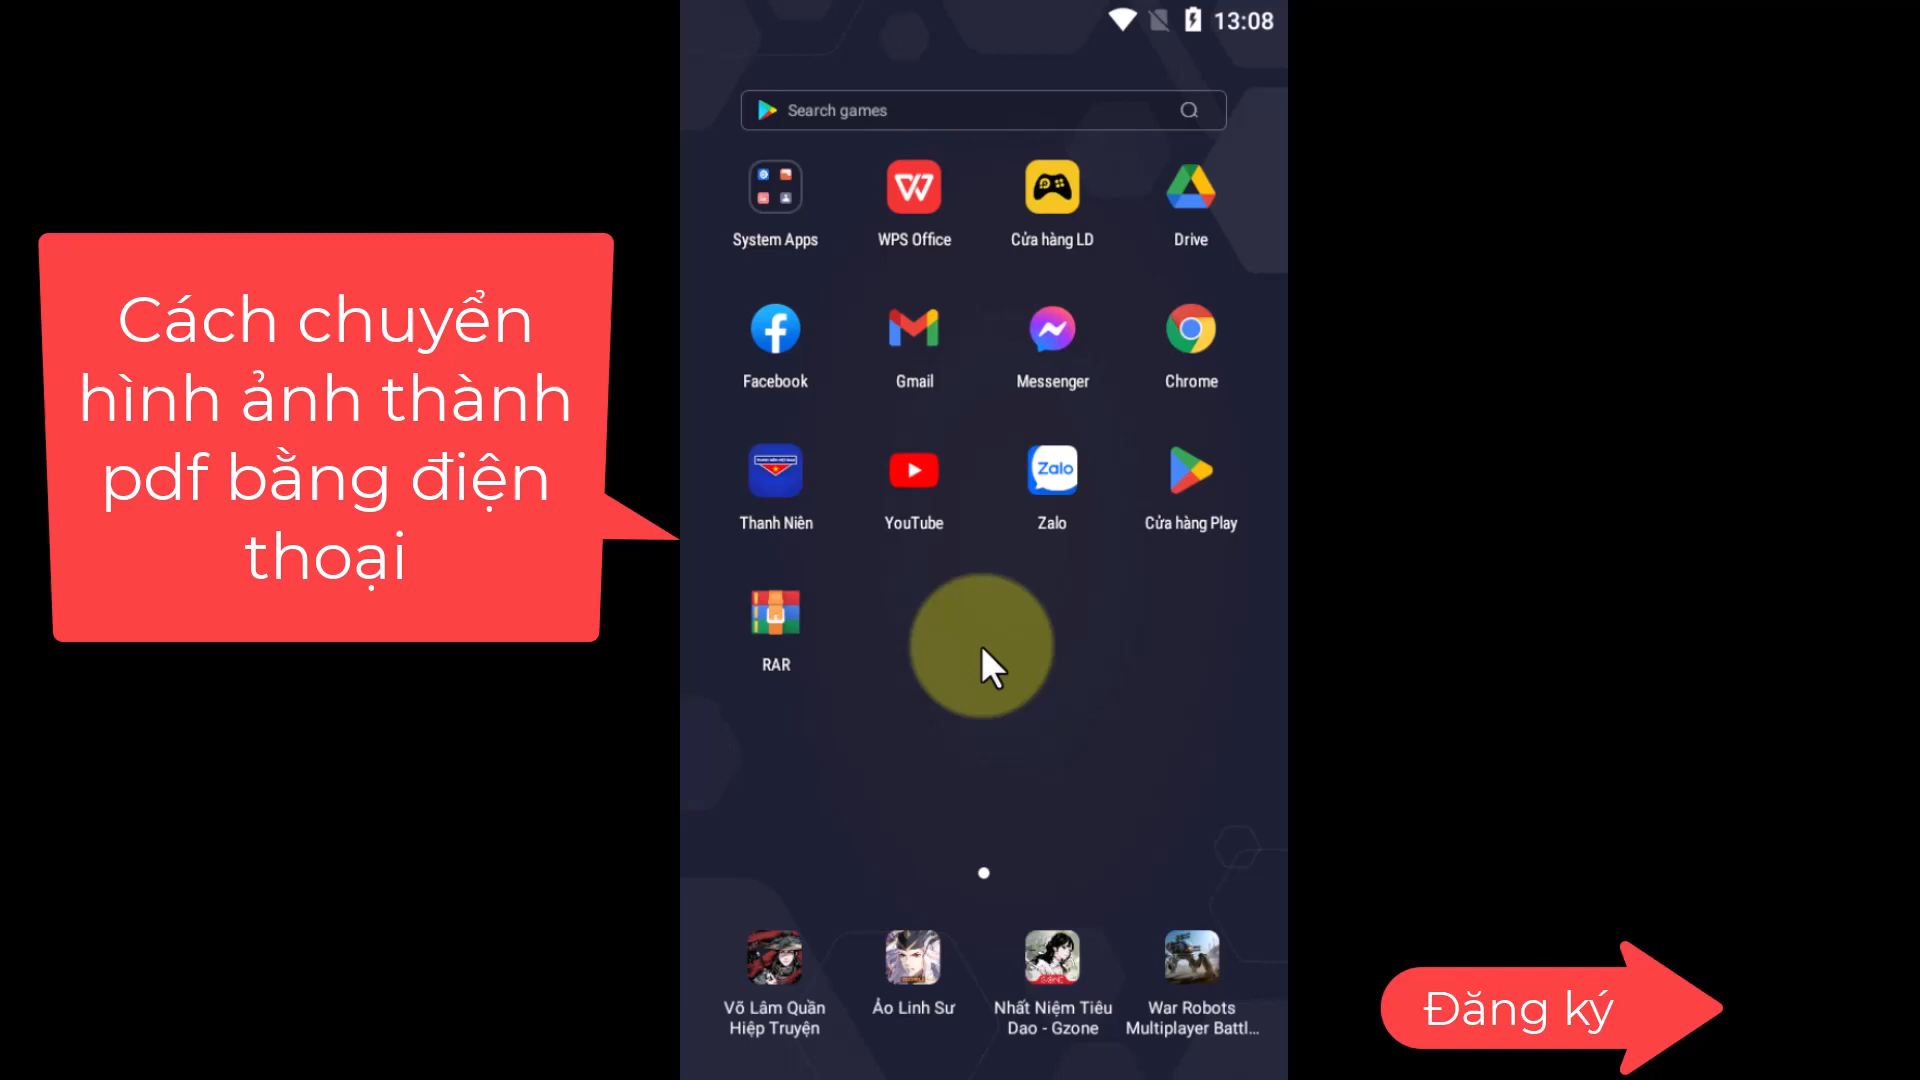 13:08
Search games
System Apps
WPS Office
Cửa hàng LD
Drive
Cách chuyển
hình ảnh thành
pdf bằng điện
thoại
Facebook
Gmail
Messenger
Chrome
Zalo
Thanh Niên
YouTube
Zalo
Cửa hàng Play
RAR
Võ Lâm Quần
Hiệp Truyện
Ảo Linh Sư
Nhất Niệm Tiêu
Dao - Gzone
War Robots
Multiplayer Battl...
Đăng ký